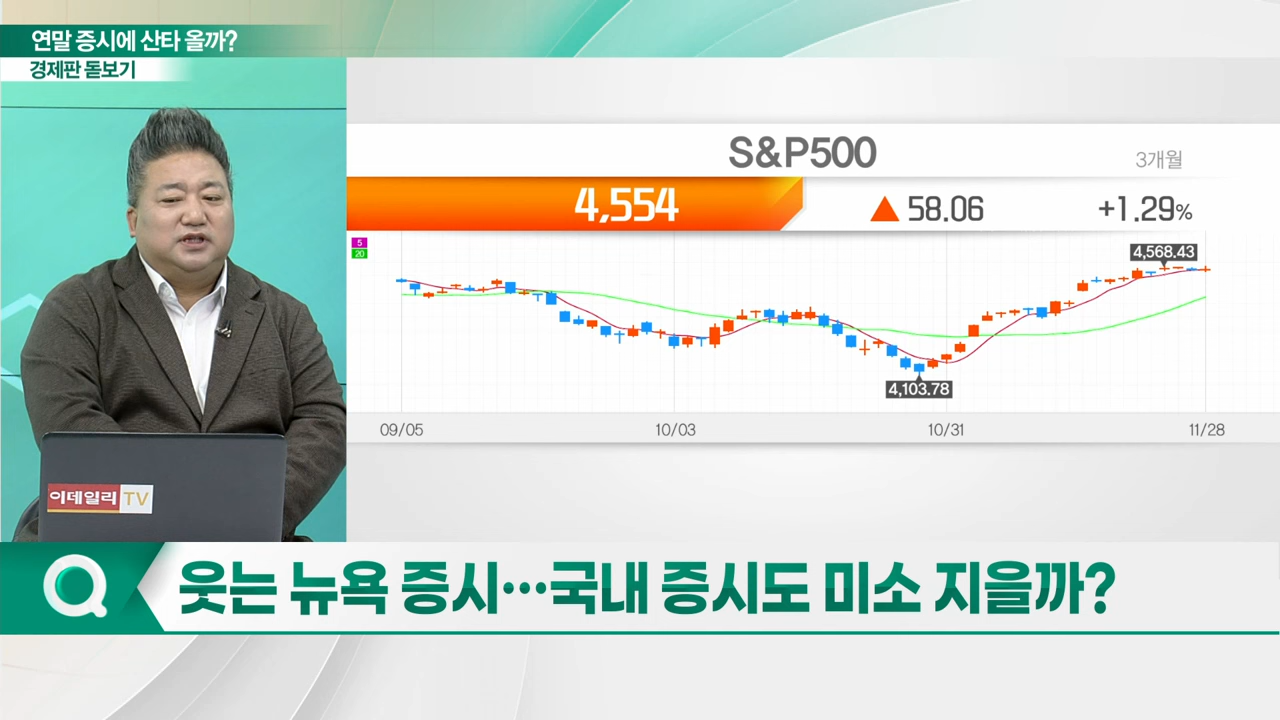 연말 증시에 산타 올까?
경제판 돋보기
S&P500
3개월
4,554
▲ 58.06
+1.29%
5
20
4,568.43
4,103.78
09/05
10/03
10/31
11/28
이데일리TV
웃는 뉴욕 증시…국내 증시도 미소 지을까?